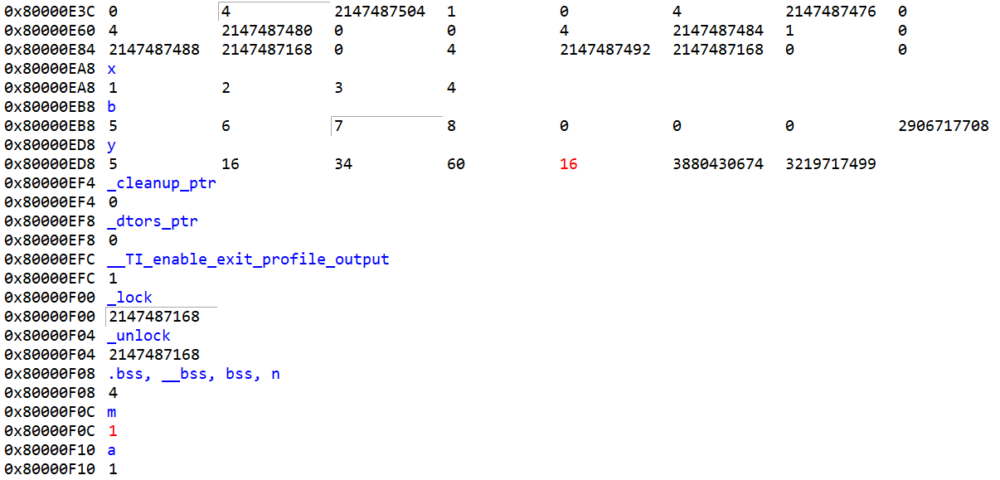 0x80000E3C 0 4 2147487504 1 0 4 2147487476 0
0x80000E60 4 2147487480 0 0 4 2147487484 1 0
0x80000E84 2147487488 2147487168 0 4 2147487492 2147487168 0 0
0x80000EA8 x
0x80000EA8 1 2 3 4
0x80000EB8 b
0x80000EB8 5 6 7 8 0 0 0 2906717708
0x80000ED8 y
0x80000ED8 5 16 34 60 16 3880430674 3219717499
0x80000EF4 _cleanup_ptr
0x80000EF4 0
0x80000EF8 _dtors_ptr
0x80000EF8 0
0x80000EFC __TI_enable_exit_profile_output
0x80000EFC 1
0x80000F00 _lock
0x80000F00 2147487168
0x80000F04 _unlock
0x80000F04 2147487168
0x80000F08 .bss, __bss, bss, n
0x80000F08 4
0x80000F0C m
0x80000F0C 1
0x80000F10 a
0x80000F10 1